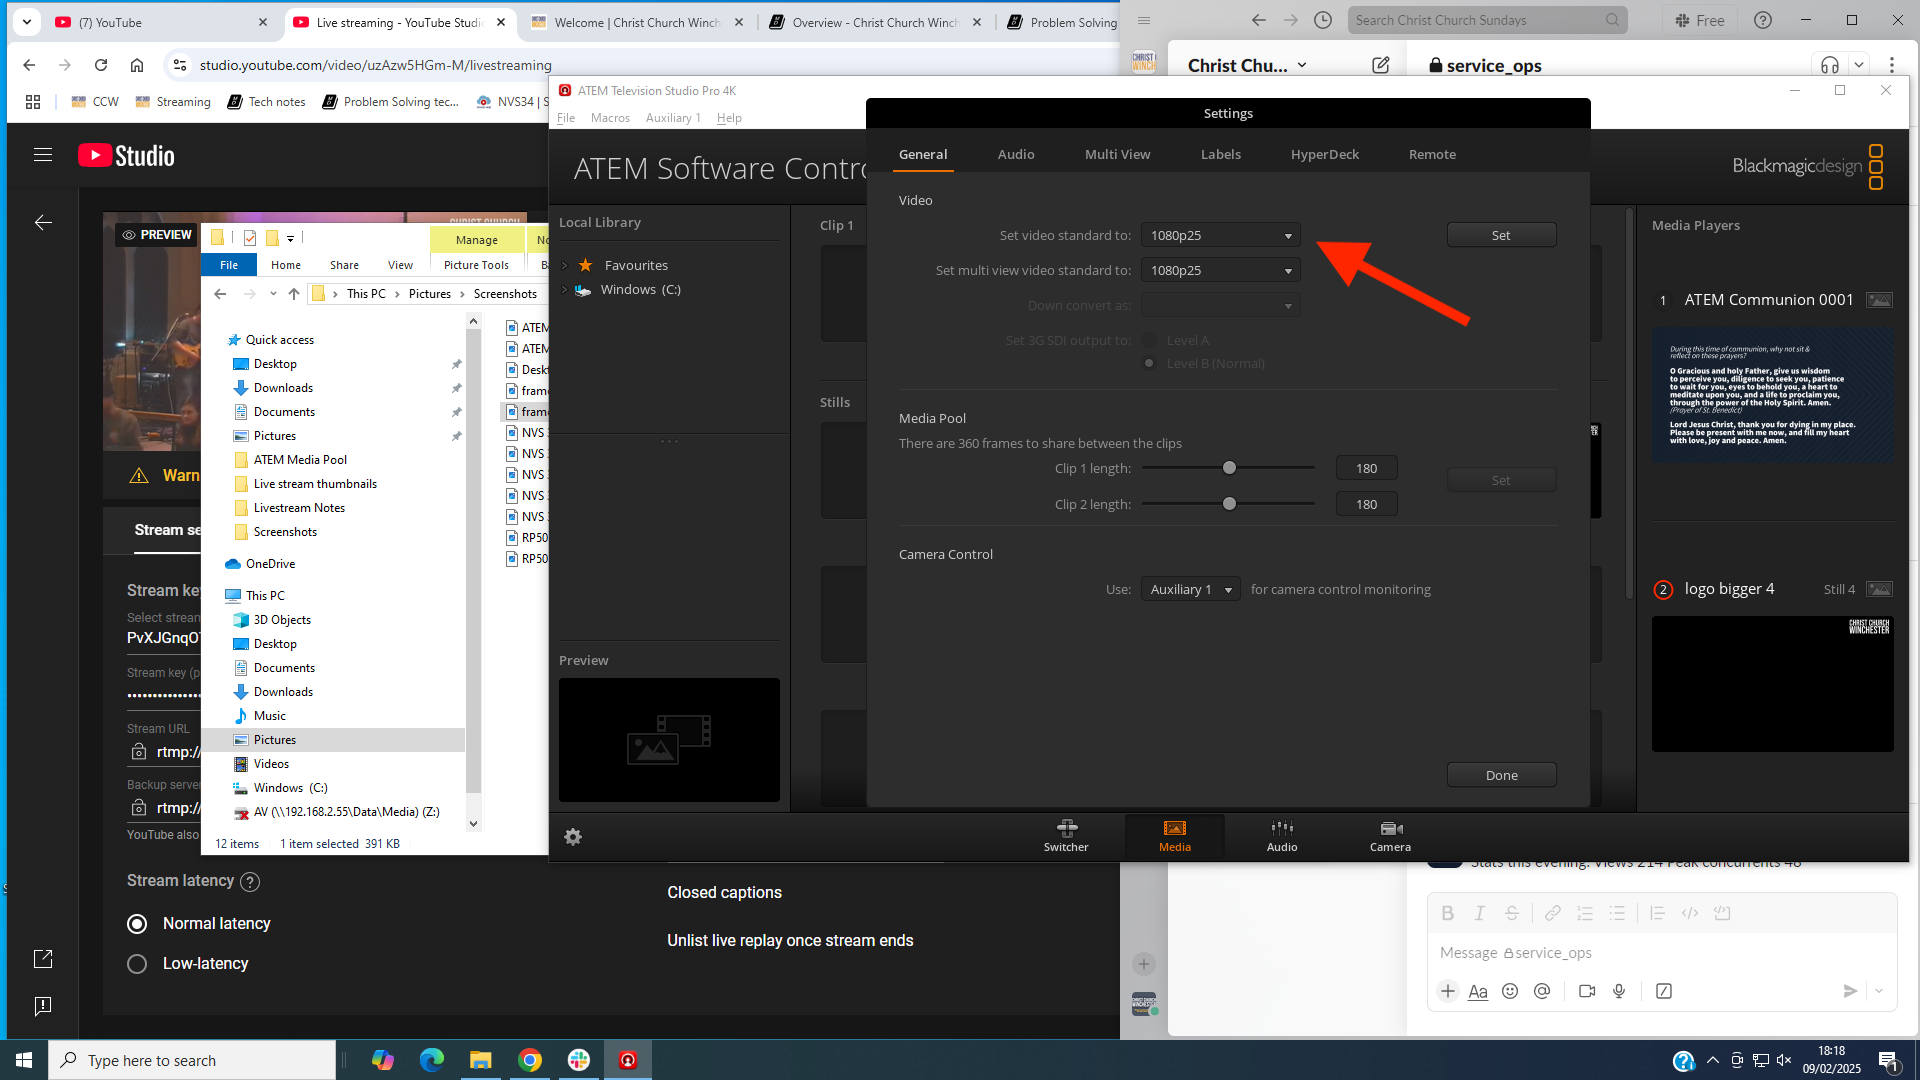 (7) YouTube
Live streaming - YouTube Studio
Welcome | Christ Church Winche
Overview - Christ Church Winch
Problem Solving
Search Christ Church Sundays
Free
studio.youtube.com/video/uzAzw5HGm-M/livestreaming
Christ Chu...
service_ops
CCW
Streaming
Tech notes
Problem Solving tec...
NVS34 | S
ATEM Television Studio Pro 4K
File
Macros
Auxiliary 1
Help
Settings
Studio
ATEM Software Contro
General
Audio
Multi View
Labels
HyperDeck
Remote
Blackmagicdesign
PREVIEW
Manage
File
Home
Share
View
Picture Tools
This PC
Pictures
Screenshots
Quick access
Desktop
Downloads
Documents
Pictures
ATEM Media Pool
Live stream thumbnails
Livestream Notes
Screenshots
OneDrive
This PC
3D Objects
Desktop
Documents
Downloads
Music
Pictures
Videos
Windows (C:)
AV (\\192.168.2.55\Data\Media) (Z:)
12 items
1 item selected 391 KB
ATEM
ATEM
Deskt
frame
frame
NVS
NVS
NVS
NVS
NVS
RP50
RP50
Warn
Stream se
Stream key
Select stream
PvXJGnqO
Stream key (p
Stream URL
rtmp://
Backup server
rtmp://
YouTube also
Stream latency
Normal latency
Low-latency
Closed captions
Unlist live replay once stream ends
Local Library
Favourites
Windows (C:)
Preview
Clip 1
Stills
Video
Set video standard to:
1080p25
Set
Set multi view video standard to:
1080p25
Down convert as:
Set 3G SDI output to:
Level A
Level B (Normal)
Media Pool
There are 360 frames to share between the clips
Clip 1 length:
180
Set
Clip 2 length:
180
Camera Control
Use:
Auxiliary 1
for camera control monitoring
Done
Media Players
1
ATEM Communion 0001
During this time of communion, why not sit &
reflect on these prayers?
O Gracious and holy Father, give us wisdom
to perceive you, diligence to seek you, patience
to wait for you, eyes to behold you, a heart to
meditate upon you, and a life to proclaim you,
through the power of the Holy Spirit. Amen.
(Prayer of St. Benedict)
Lord Jesus Christ, thank you for dying in my place.
Please be present with me now, and fill my heart
with love, joy and peace. Amen.
2
logo bigger 4
Still 4
CHRIST CHURCH
WINCHESTER
Switcher
Media
Audio
Camera
Stats this evening: Views 214 Peak concurrents 48
Message service_ops
Type here to search
18:18
09/02/2025
1